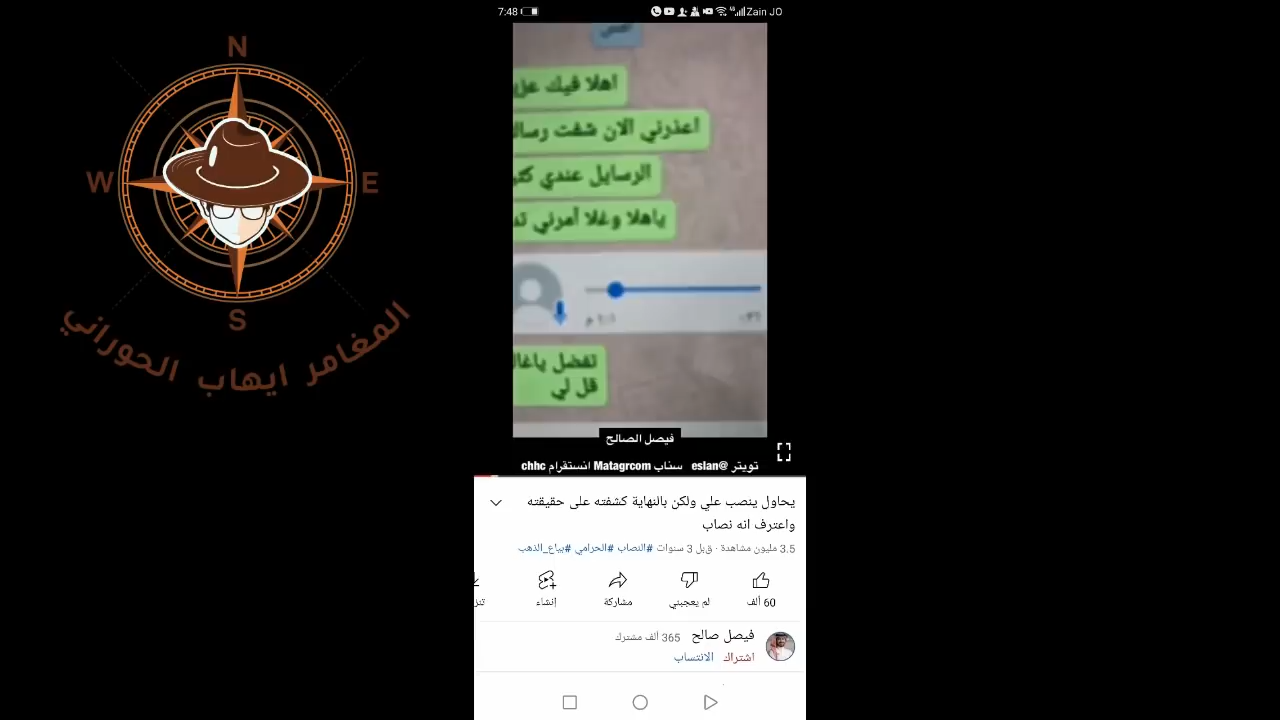 7:48
Zain JO
N
W
E
S
المغامر ايهاب الحوراني
اهلا فيك
اعذرني الان شفت
الرسايل عندي
ياهلا وغلا آمرني
تفضل
قل لي
فيصل الصالح
تويتر @eslan سناب Matagrcom انستقرام chhc
يحاول ينصب علي ولكن بالنهاية كشفته على حقيقته
واعترف انه نصاب
3.5 مليون مشاهدة · قبل 3 سنوات #النصاب #الحرامي #بياع_الذهب
60 ألف
لم يعجبني
مشاركة
إنشاء
فيصل صالح
365 ألف مشترك
اشتراك
الانتساب